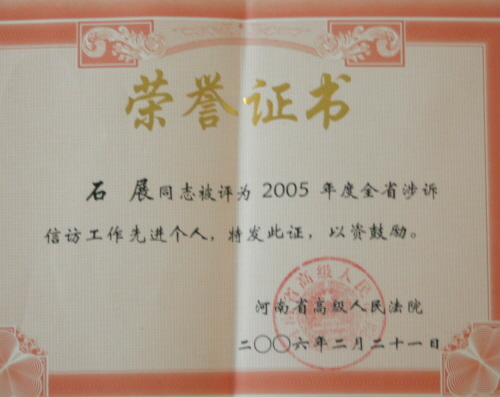 荣誉证书
石 展同志被评为 2005 年度全省涉诉
信访工作先进个人，特发此证，以资鼓励。
河南省高级人民法院
二〇〇六年二月二十一日